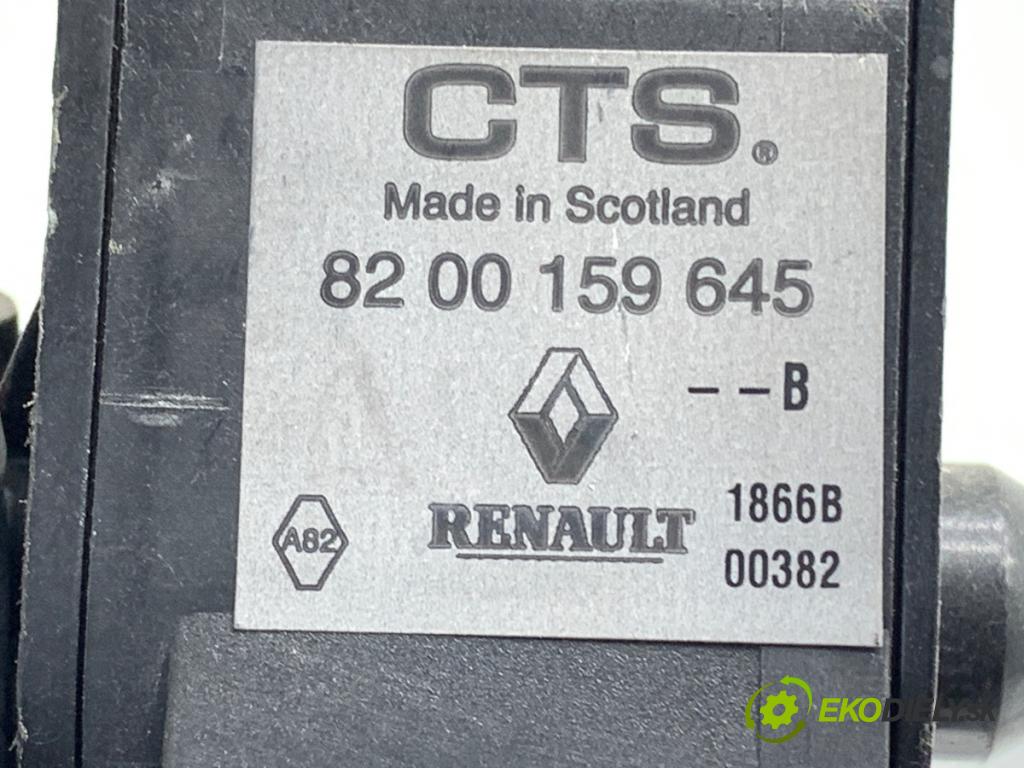 CTS.®
Made in Scotland
82 00 159 645
--B
A82
RENAULT
1866B
00382
EKODIELY.SK